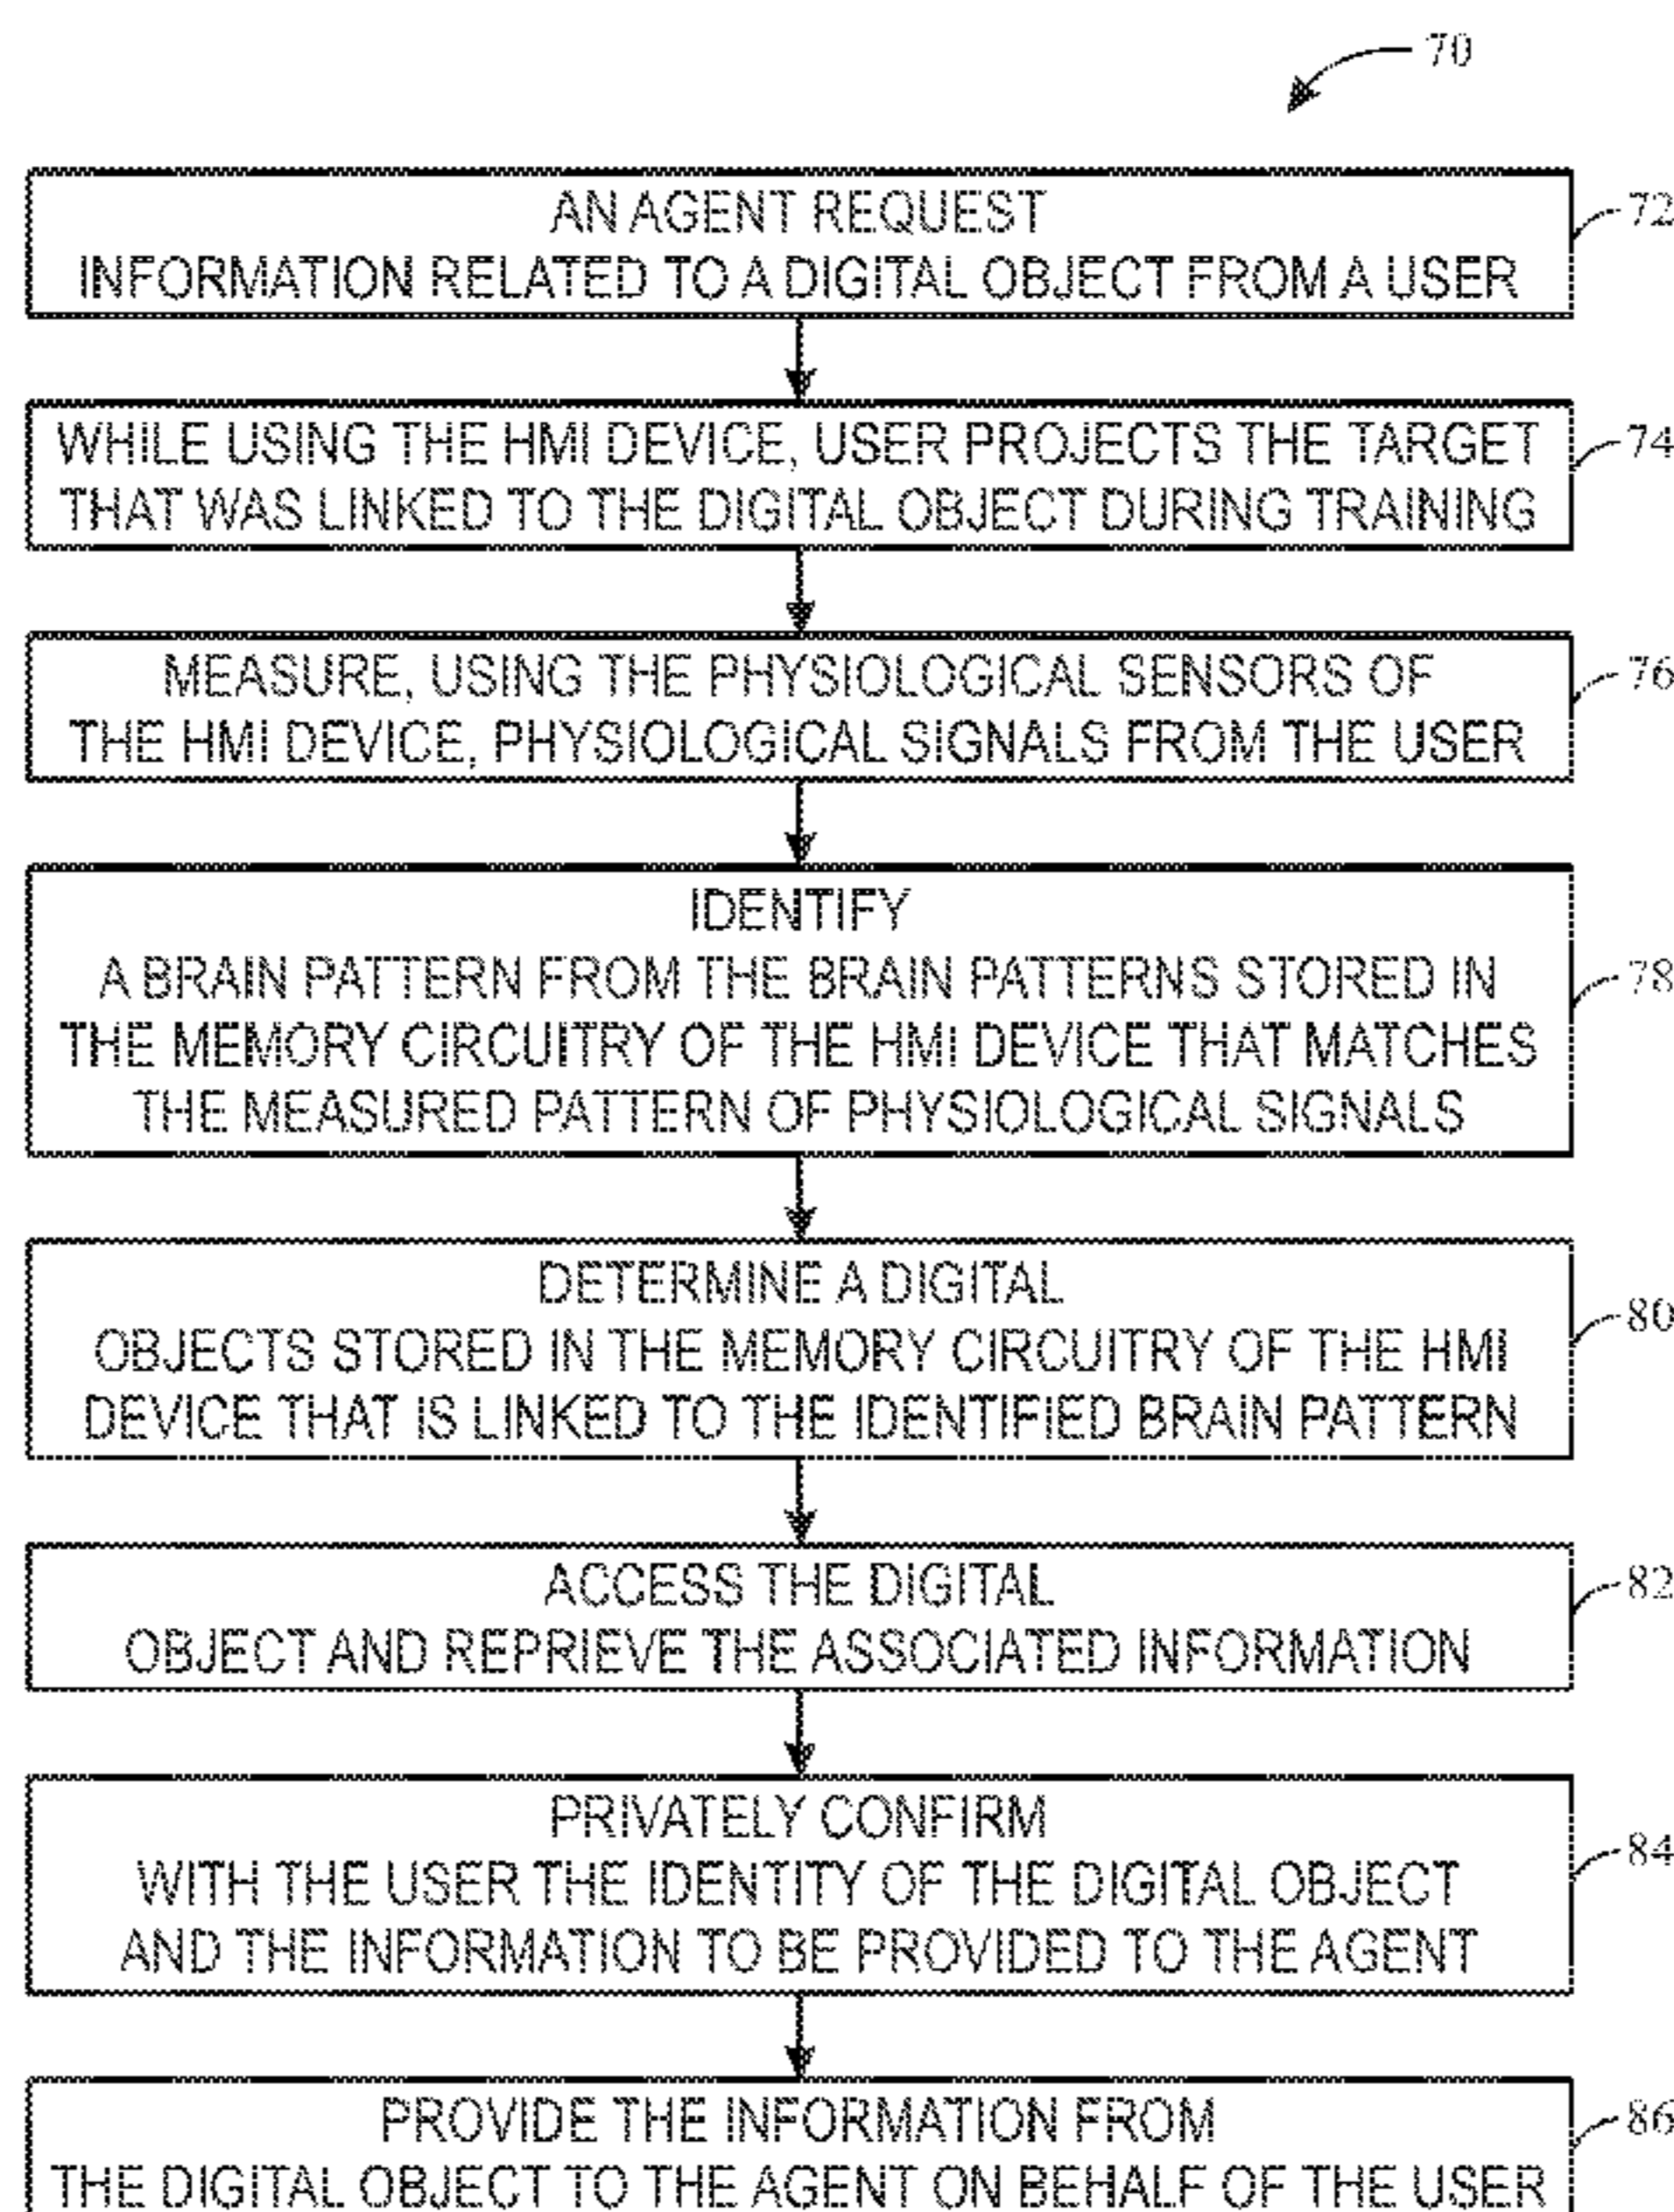 70
AN AGENT REQUEST
INFORMATION RELATED TO A DIGITAL OBJECT FROM A USER
72
WHILE USING THE HMI DEVICE, USER PROJECTS THE TARGET
THAT WAS LINKED TO THE DIGITAL OBJECT DURING TRAINING
74
MEASURE, USING THE PHYSIOLOGICAL SENSORS OF
THE HMI DEVICE, PHYSIOLOGICAL SIGNALS FROM THE USER
76
IDENTIFY
A BRAIN PATTERN FROM THE BRAIN PATTERNS STORED IN
THE MEMORY CIRCUITRY OF THE HMI DEVICE THAT MATCHES
THE MEASURED PATTERN OF PHYSIOLOGICAL SIGNALS
78
DETERMINE A DIGITAL
OBJECTS STORED IN THE MEMORY CIRCUITRY OF THE HMI
DEVICE THAT IS LINKED TO THE IDENTIFIED BRAIN PATTERN
80
ACCESS THE DIGITAL
OBJECT AND REPRIEVE THE ASSOCIATED INFORMATION
82
PRIVATELY CONFIRM
WITH THE USER THE IDENTITY OF THE DIGITAL OBJECT
AND THE INFORMATION TO BE PROVIDED TO THE AGENT
84
PROVIDE THE INFORMATION FROM
THE DIGITAL OBJECT TO THE AGENT ON BEHALF OF THE USER
86